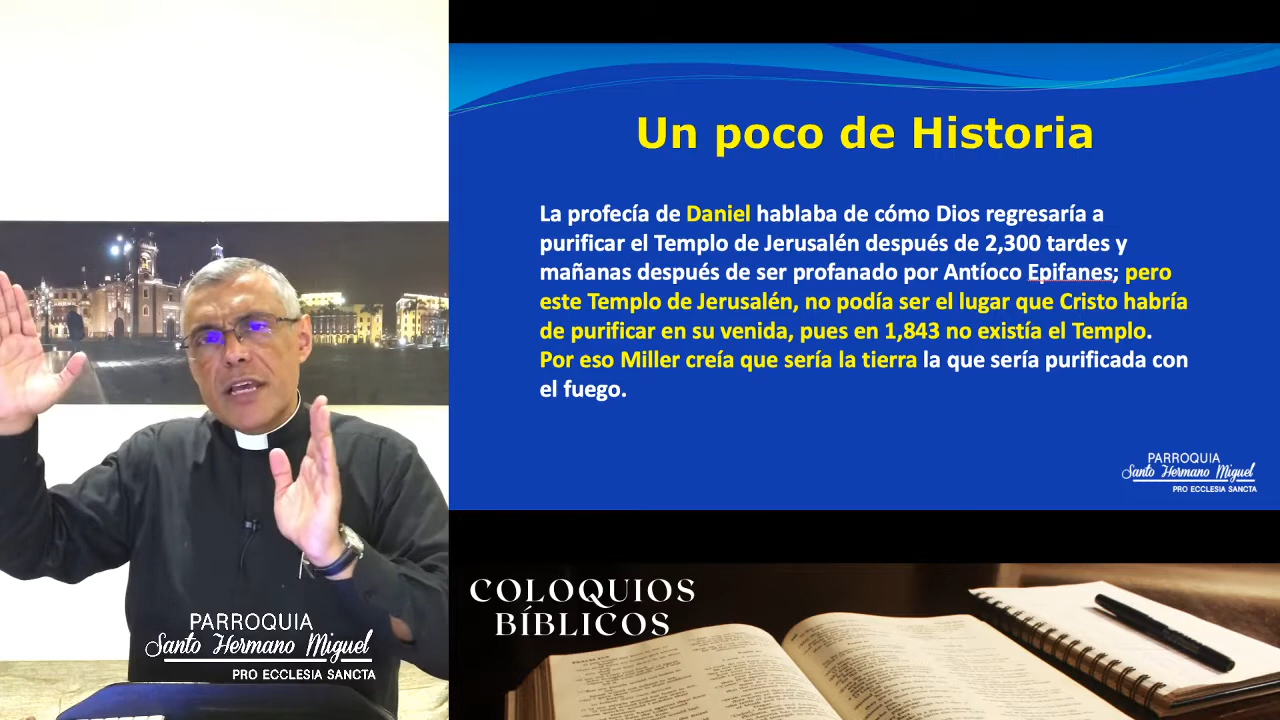 Un poco de Historia
La profecía de Daniel hablaba de cómo Dios regresaría a
purificar el Templo de Jerusalén después de 2,300 tardes y
mañanas después de ser profanado por Antíoco Epifanes; pero
este Templo de Jerusalén, no podía ser el lugar que Cristo habría
de purificar en su venida, pues en 1,843 no existía el Templo.
Por eso Miller creía que sería la tierra la que sería purificada con
el fuego.
PARROQUIA
Santo Hermano Miguel
PRO ECCLESIA SANCTA
COLOQUIOS
BÍBLICOS
PARROQUIA
Santo Hermano Miguel
PRO ECCLESIA SANCTA